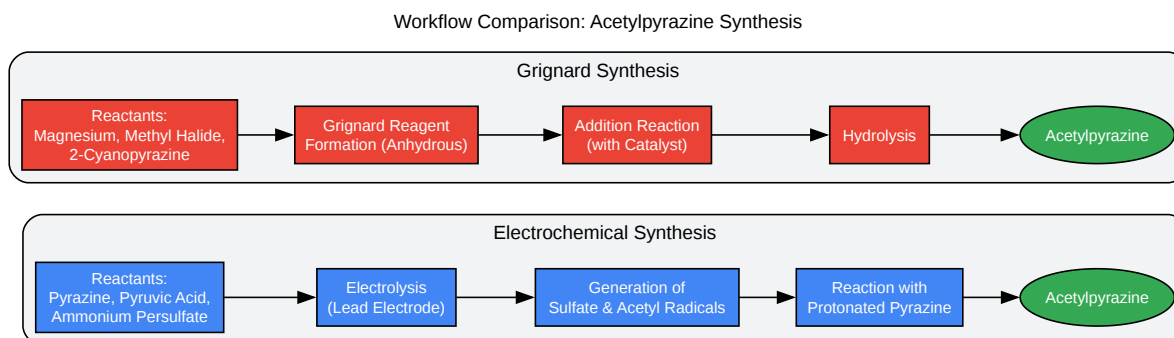 Workflow Comparison: Acetylpyrazine Synthesis
Grignard Synthesis
Reactants:
Magnesium, Methyl Halide,
2-Cyanopyrazine
Grignard Reagent
Formation (Anhydrous)
Addition Reaction
(with Catalyst)
Hydrolysis
Acetylpyrazine
Electrochemical Synthesis
Reactants:
Pyrazine, Pyruvic Acid,
Ammonium Persulfate
Electrolysis
(Lead Electrode)
Generation of
Sulfate & Acetyl Radicals
Reaction with
Protonated Pyrazine
Acetylpyrazine